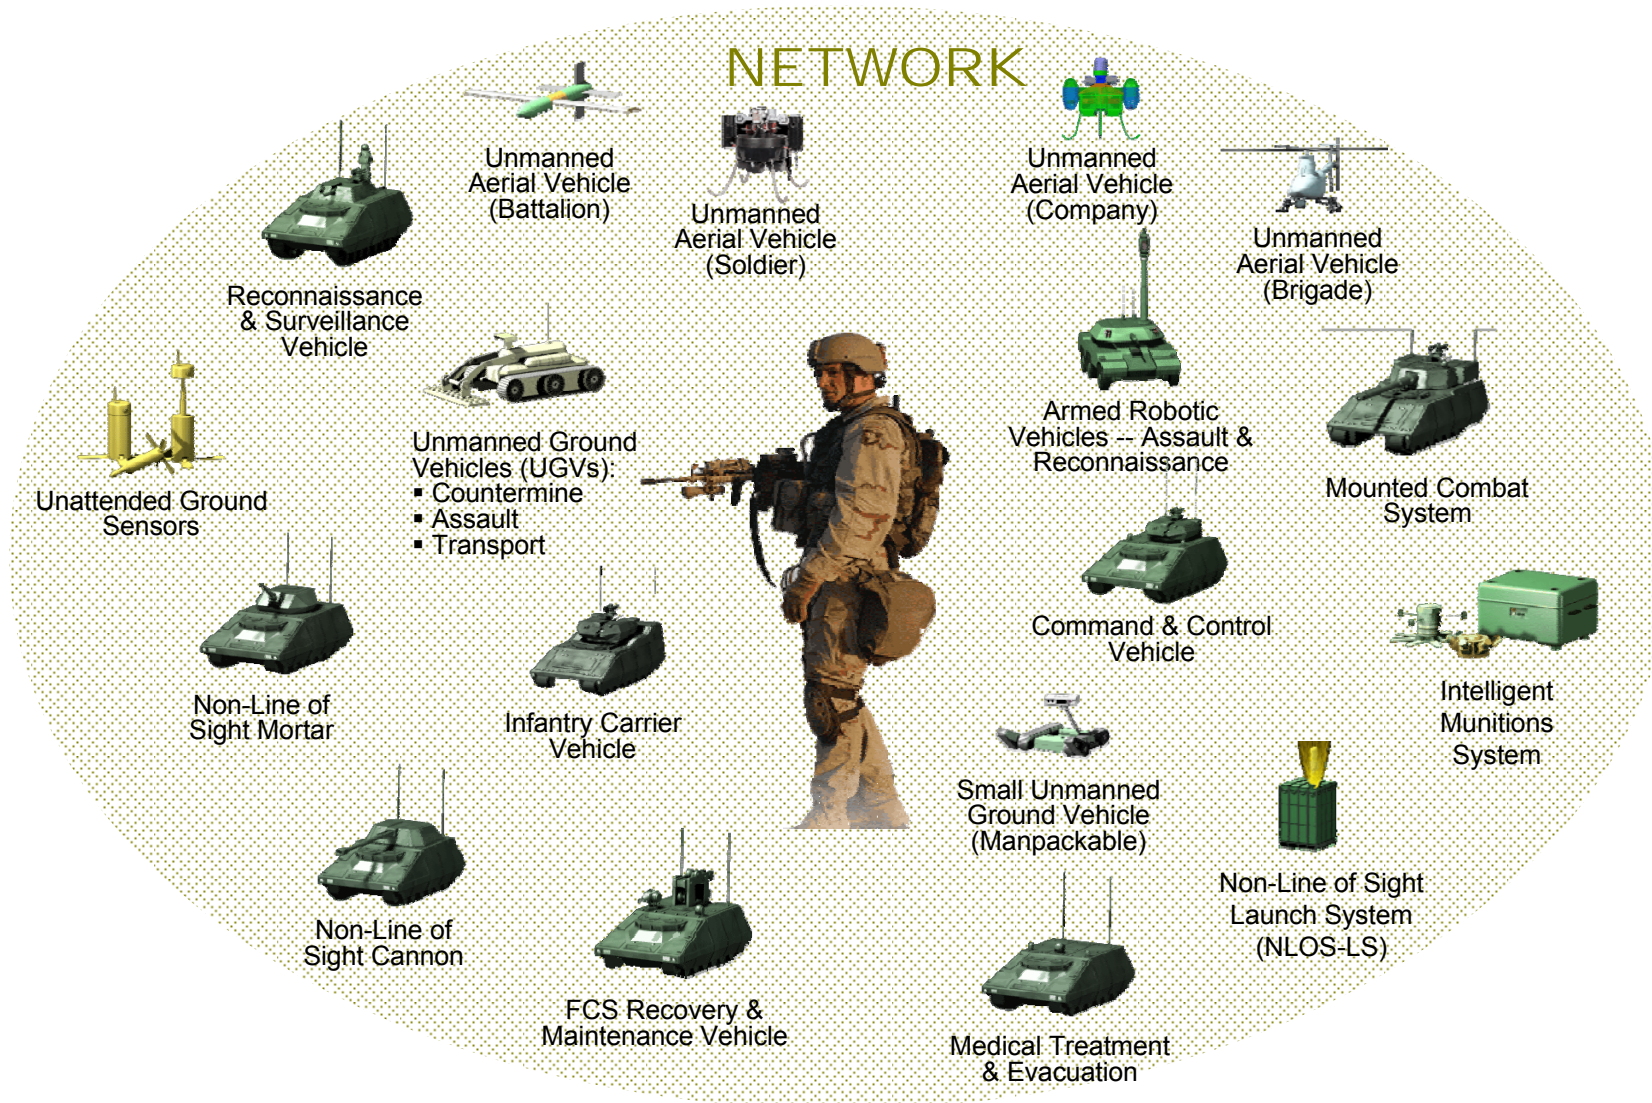 NETWORK
Unmanned
Aerial Vehicle
(Battalion)
Unmanned
Aerial Vehicle
(Soldier)
Unmanned
Aerial Vehicle
(Company)
Unmanned
Aerial Vehicle
(Brigade)
Reconnaissance
& Surveillance
Vehicle
Unmanned Ground
Vehicles (UGVs):
▪ Countermine
▪ Assault
▪ Transport
Armed Robotic
Vehicles -- Assault &
Reconnaissance
Mounted Combat
System
Unattended Ground
Sensors
Command & Control
Vehicle
Non-Line of
Sight Mortar
Infantry Carrier
Vehicle
Intelligent
Munitions
System
Small Unmanned
Ground Vehicle
(Manpackable)
Non-Line of Sight
Launch System
(NLOS-LS)
Non-Line of
Sight Cannon
FCS Recovery &
Maintenance Vehicle
Medical Treatment
& Evacuation